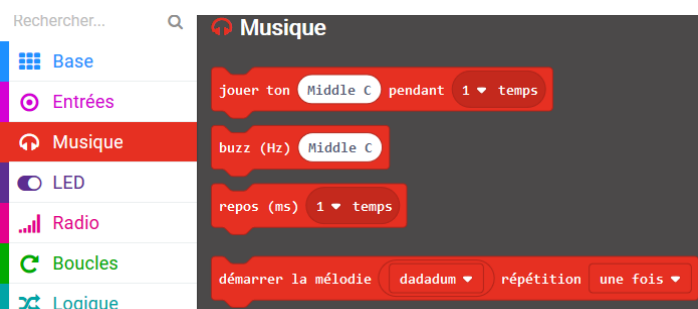 Rechercher...
Base
Entrées
Musique
LED
Radio
Boucles
Logique
Musique
jouer ton Middle C pendant 1 temps
buzz (Hz) Middle C
repos (ms) 1 temps
démarrer la mélodie dadadum répétition une fois